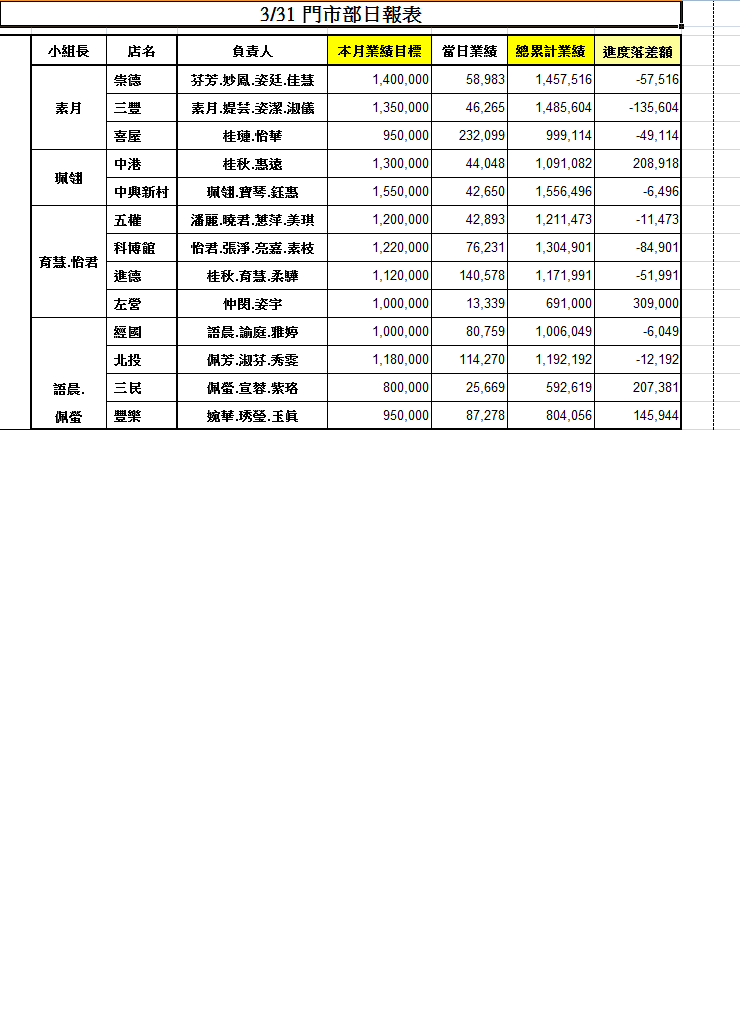 3/31 門市部日報表
小組長 店名 負責人 本月業績目標 當日業績 總累計業績 進度落差額
崇德 芬芳.妙鳳.姿廷.佳慧 1,400,000 58,983 1,457,516 -57,516
素月 三豐 素月.媞芸.姿潔.淑儀 1,350,000 46,265 1,485,604 -135,604
喜屋 桂璉.怡華 950,000 232,099 999,114 -49,114
珮翎 中港 桂秋.惠遠 1,300,000 44,048 1,091,082 208,918
中興新村 珮翎.寶琴.鈺惠 1,550,000 42,650 1,556,496 -6,496
五權 潘麗.曉君.慧萍.美琪 1,200,000 42,893 1,211,473 -11,473
育慧.怡君 科博館 怡君.張淨.亮嘉.素枝 1,220,000 76,231 1,304,901 -84,901
進德 桂秋.育慧.柔驊 1,120,000 140,578 1,171,991 -51,991
左營 仲閔.姿宇 1,000,000 13,339 691,000 309,000
經國 語晨.諭庭.雅婷 1,000,000 80,759 1,006,049 -6,049
北投 佩芳.淑芬.秀雯 1,180,000 114,270 1,192,192 -12,192
語晨. 三民 佩螢.宣蓉.紫珞 800,000 25,669 592,619 207,381
佩螢 豐樂 婉華.琇瑩.玉真 950,000 87,278 804,056 145,944